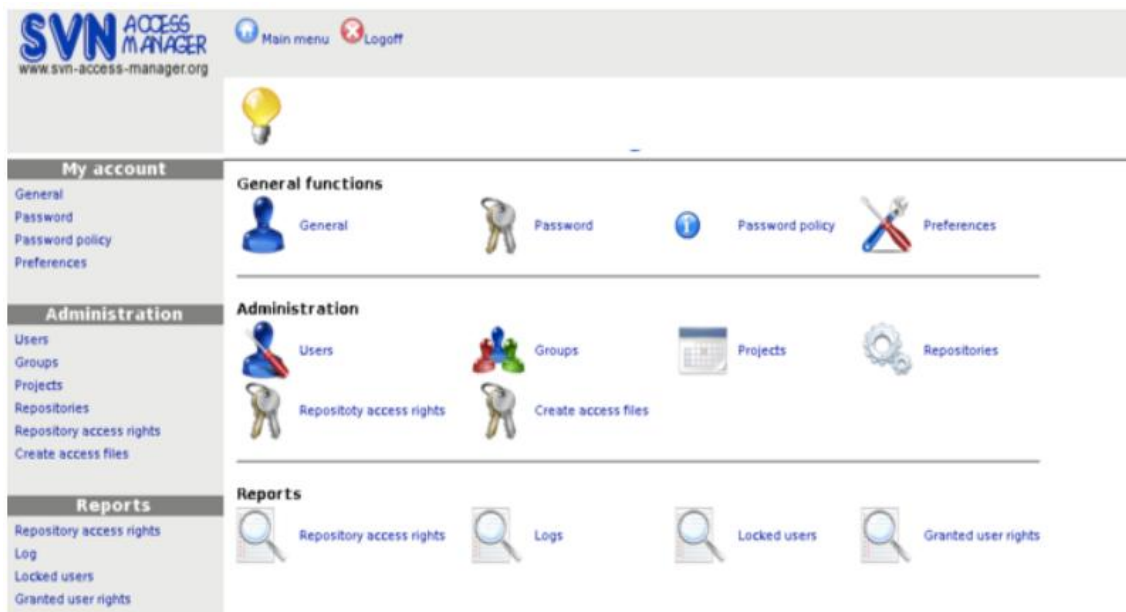 SVN ACCESS MANAGER
www.svn-access-manager.org
Main menu Logoff
My account
General
Password
Password policy
Preferences
Administration
Users
Groups
Projects
Repositories
Repository access rights
Create access files
Reports
Repository access rights
Log
Locked users
Granted user rights
General functions
General Password Password policy Preferences
Administration
Users Groups Projects Repositories
Repositoty access rights Create access files
Reports
Repository access rights Logs Locked users Granted user rights